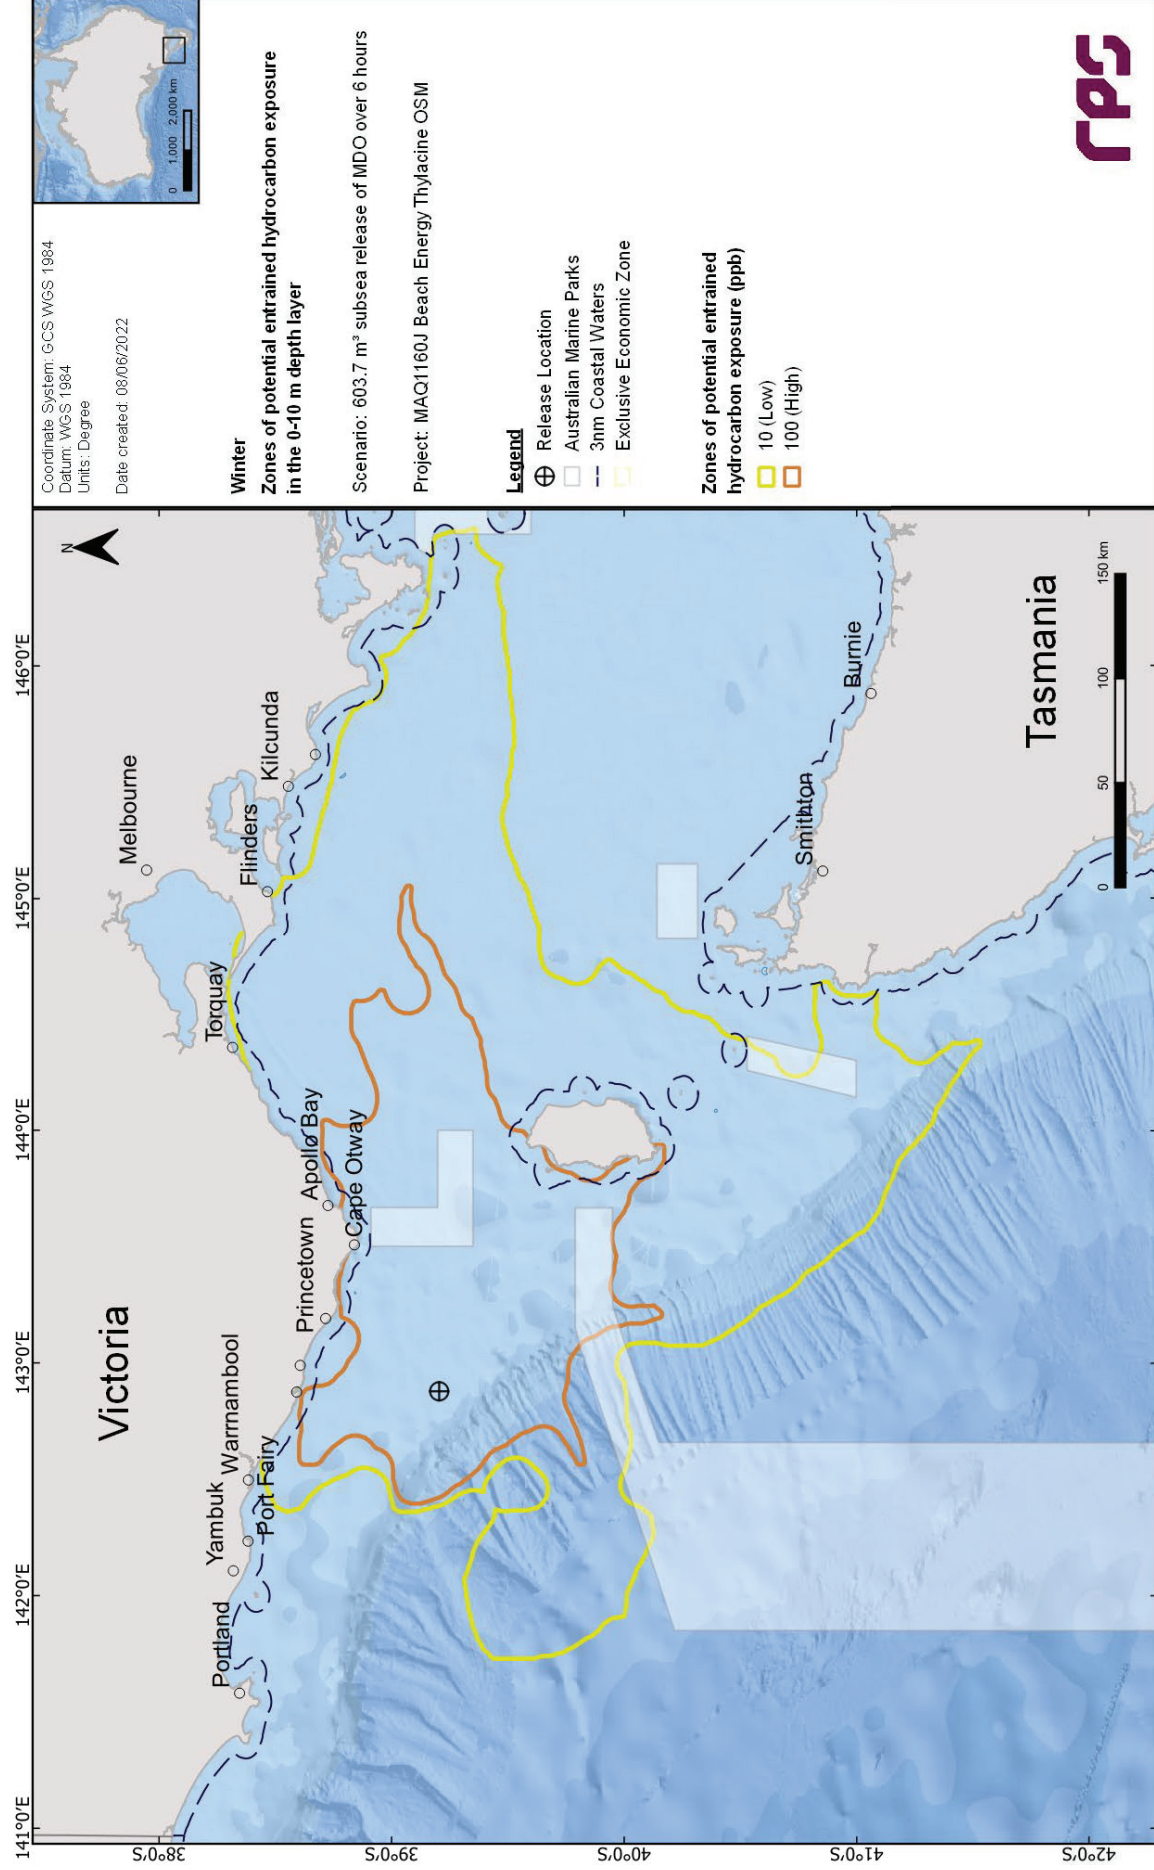 141°0'E
142°0'E
143°0'E
144°0'E
145°0'E
146°0'E
38°0'S
39°0'S
40°0'S
41°0'S
42°0'S
N
Victoria
Melbourne
Portland
Yambuk
Port Fairy
Warrnambool
Princetown
Cape Otway
Apollo Bay
Torquay
Flinders
Kilcunda
Smithton
Burnie
Tasmania
0 50 100 150 km
Coordinate System: GCS WGS 1984
Datum: WGS 1984
Units: Degree
Date created: 08/06/2022
0 1,000 2,000 km
Winter
Zones of potential entrained hydrocarbon exposure
in the 0-10 m depth layer
Scenario: 603.7 m³ subsea release of MDO over 6 hours
Project: MAQ1160J Beach Energy Thylacine OSM
Legend
Release Location
Australian Marine Parks
3nm Coastal Waters
Exclusive Economic Zone
Zones of potential entrained
hydrocarbon exposure (ppb)
10 (Low)
100 (High)
rps